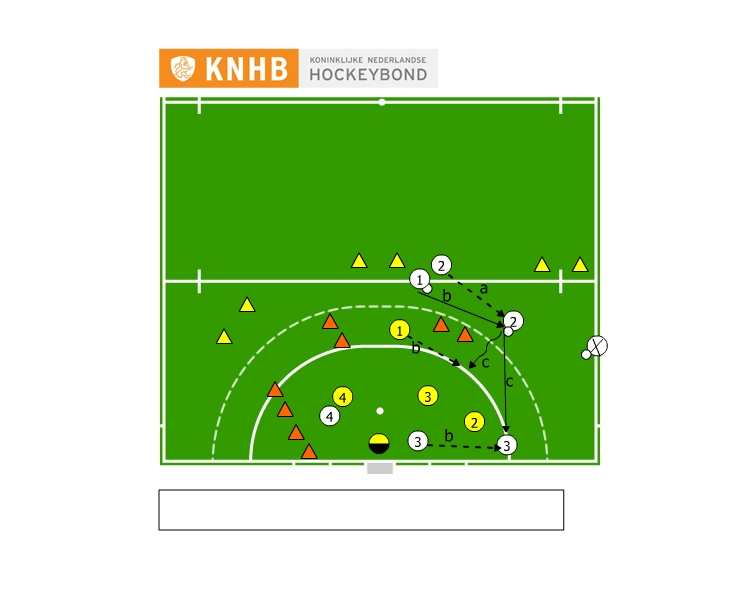 KNHB
KONINKLIJKE NEDERLANDSE
HOCKEYBOND
1
2
a
b
2
1
b
X
c
c
4
3
4
2
3
b
3